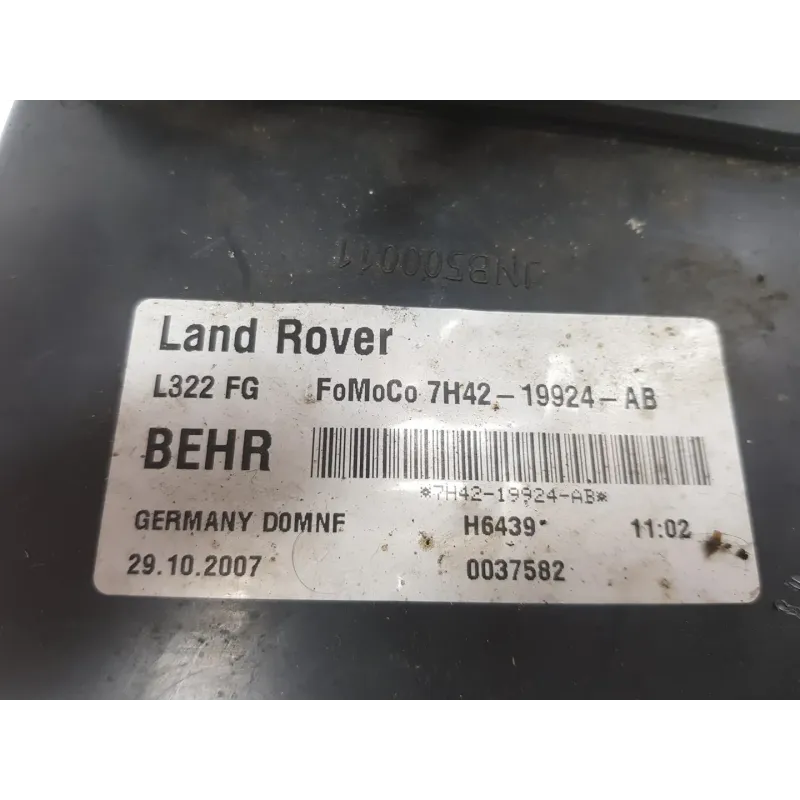 JNB500011
Land Rover
L322 FG FoMoCo 7H42-19924-AB
BEHR
*7H42-19924-AB*
GERMANY DOMNF H6439 11:02
29.10.2007 0037582